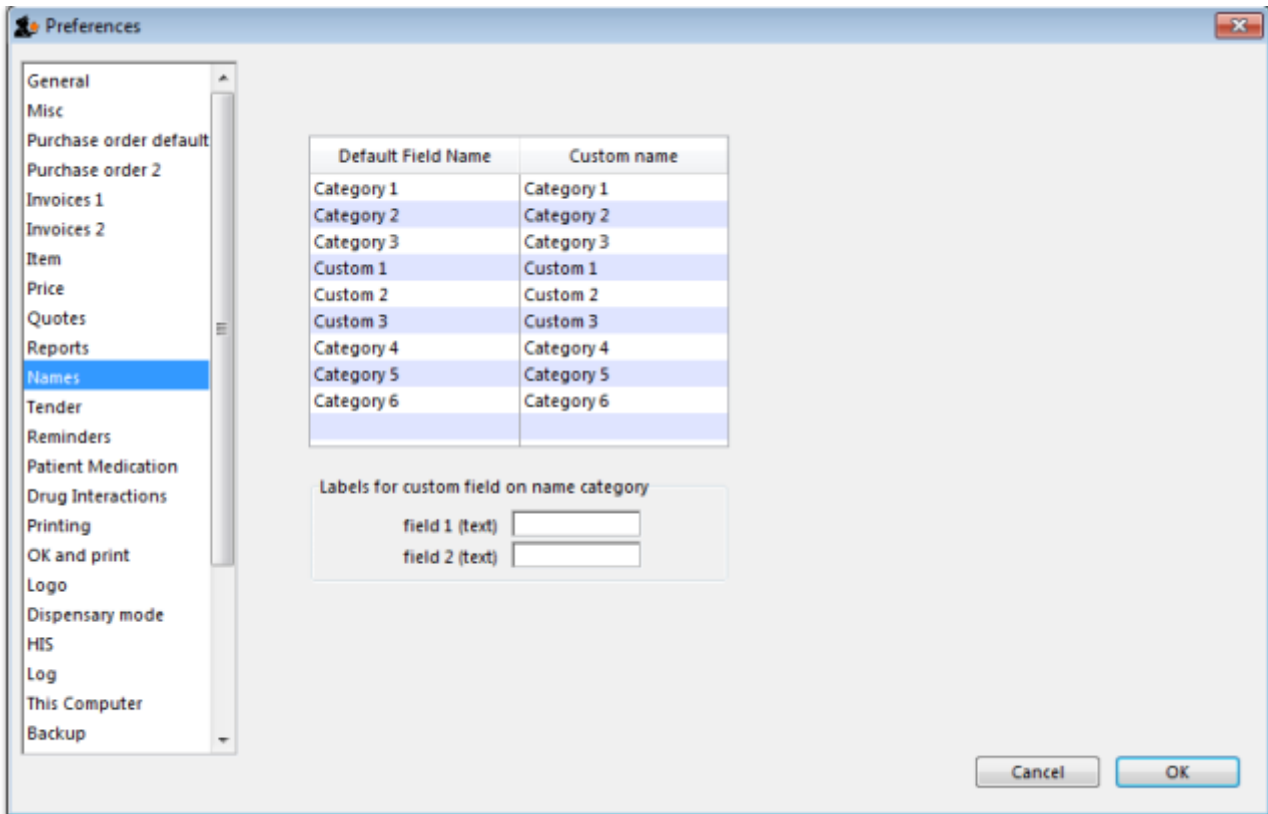 Preferences
General
Misc
Purchase order default
Purchase order 2
Invoices 1
Invoices 2
Item
Price
Quotes
Reports
Names
Tender
Reminders
Patient Medication
Drug Interactions
Printing
OK and print
Logo
Dispensary mode
HIS
Log
This Computer
Backup
Default Field Name Custom name
Category 1 Category 1
Category 2 Category 2
Category 3 Category 3
Custom 1 Custom 1
Custom 2 Custom 2
Custom 3 Custom 3
Category 4 Category 4
Category 5 Category 5
Category 6 Category 6
Labels for custom field on name category
field 1 (text)
field 2 (text)
Cancel OK